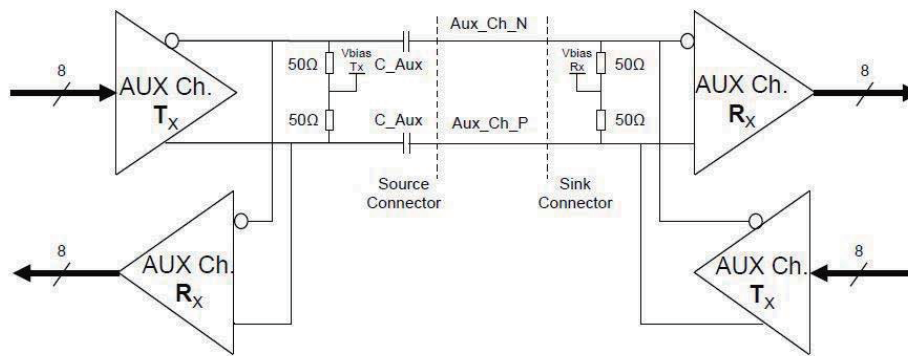 Aux_Ch_N
8
AUX Ch.
TX
50Ω
Vbias
Tx
C_Aux
50Ω
C_Aux
Aux_Ch_P
Vbias
Rx
50Ω
50Ω
AUX Ch.
RX
8
Source
Connector
Sink
Connector
8
AUX Ch.
RX
AUX Ch.
TX
8